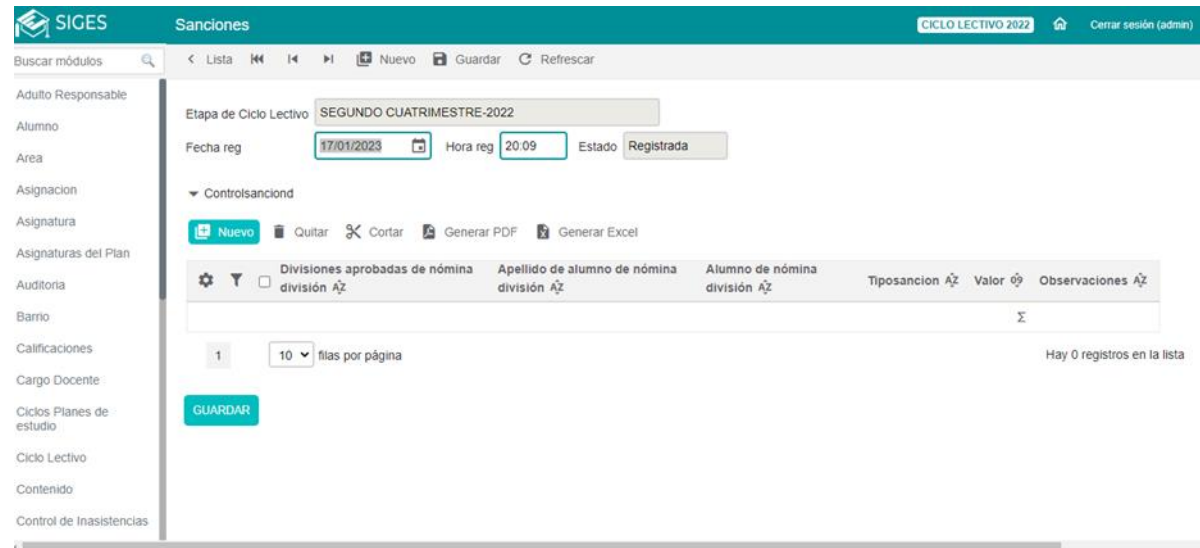 SIGES
Sanciones
CICLO LECTIVO 2022
Cerrar sesión (admin)
Buscar módulos
Lista
Nuevo
Guardar
Refrescar
Adulto Responsable
Alumno
Area
Asignacion
Asignatura
Asignaturas del Plan
Auditoria
Barrio
Calificaciones
Cargo Docente
Ciclos Planes de
estudio
Ciclo Lectivo
Contenido
Control de Inasistencias
Etapa de Ciclo Lectivo SEGUNDO CUATRIMESTRE-2022
Fecha reg 17/01/2023 Hora reg 20:09 Estado Registrada
Controlsanciond
Nuevo Quitar Cortar Generar PDF Generar Excel
Divisiones aprobadas de nómina
división
Apellido de alumno de nómina
división
Alumno de nómina
división
Tiposancion
Valor
Observaciones
Σ
1 10 filas por página Hay 0 registros en la lista
GUARDAR